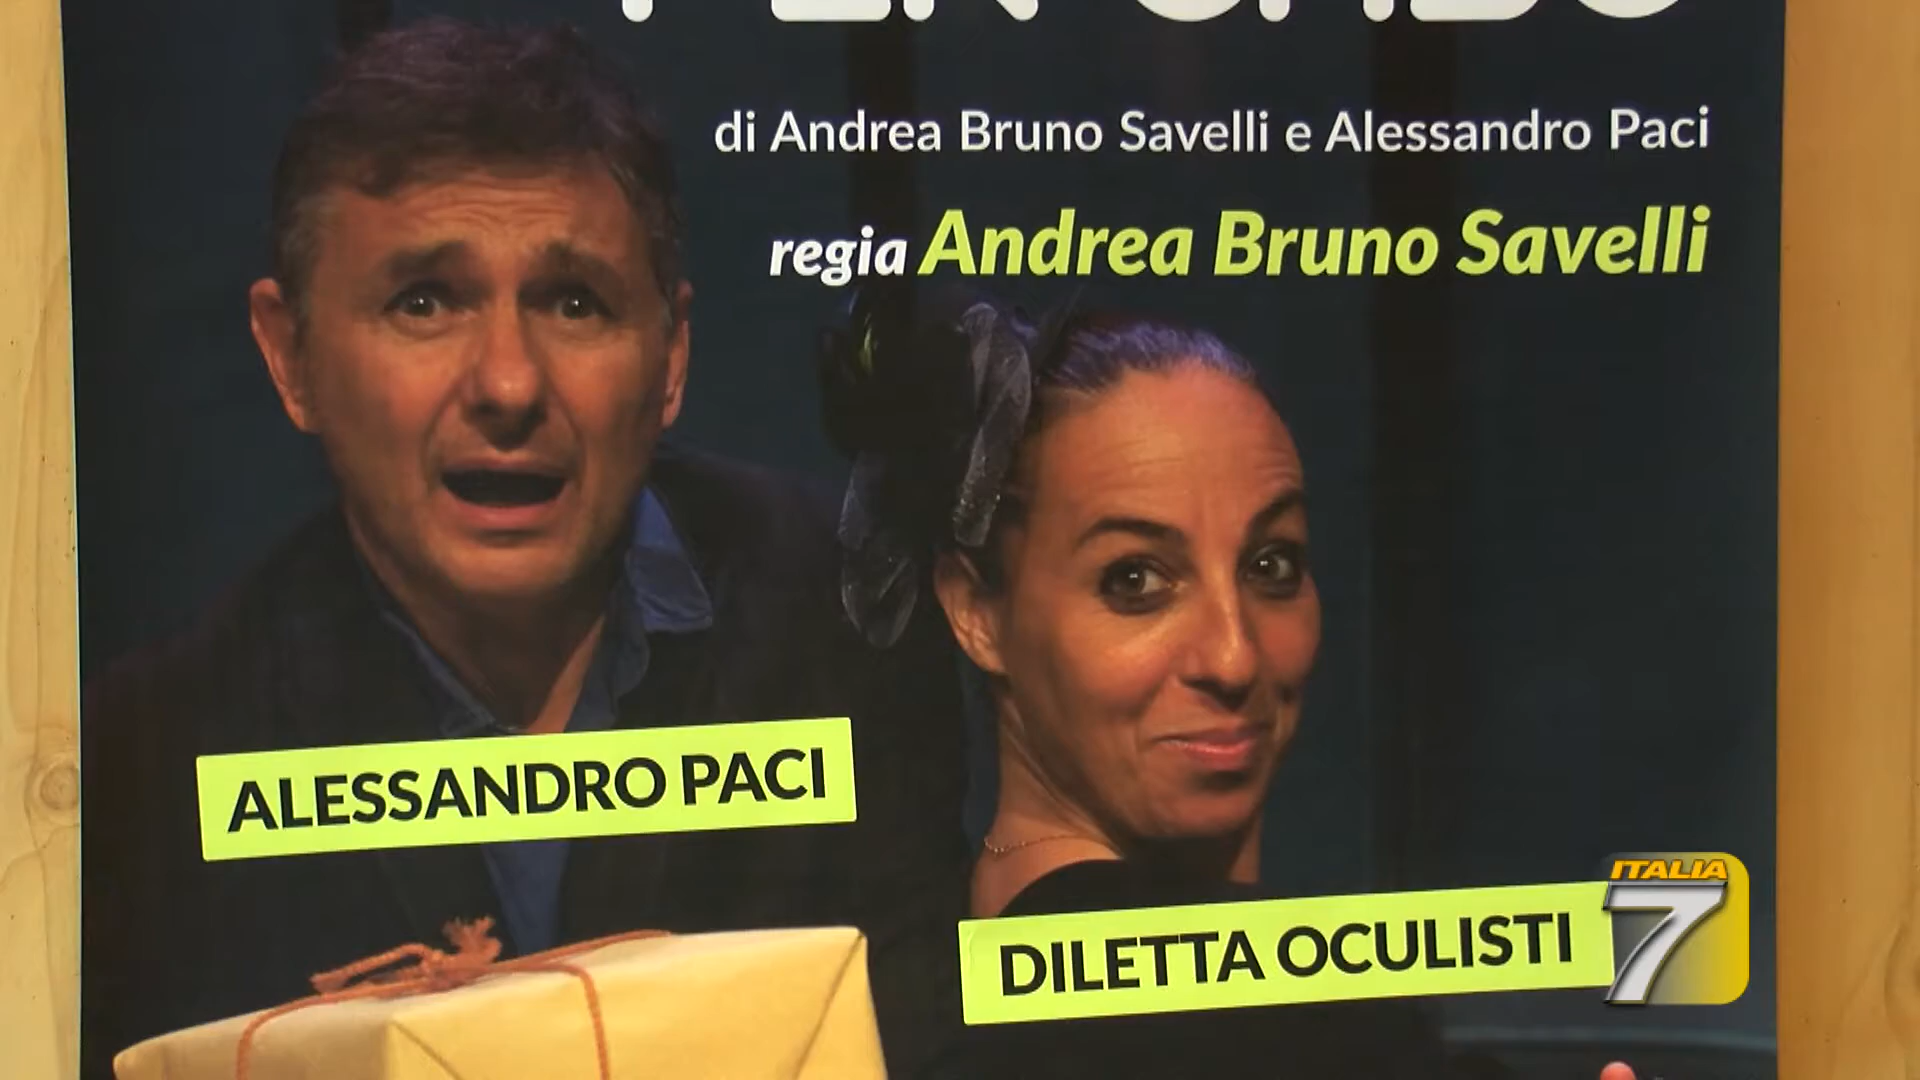 di Andrea Bruno Savelli e Alessandro Paci
regia Andrea Bruno Savelli
ALESSANDRO PACI
DILETTA OCULISTI
ITALIA
7